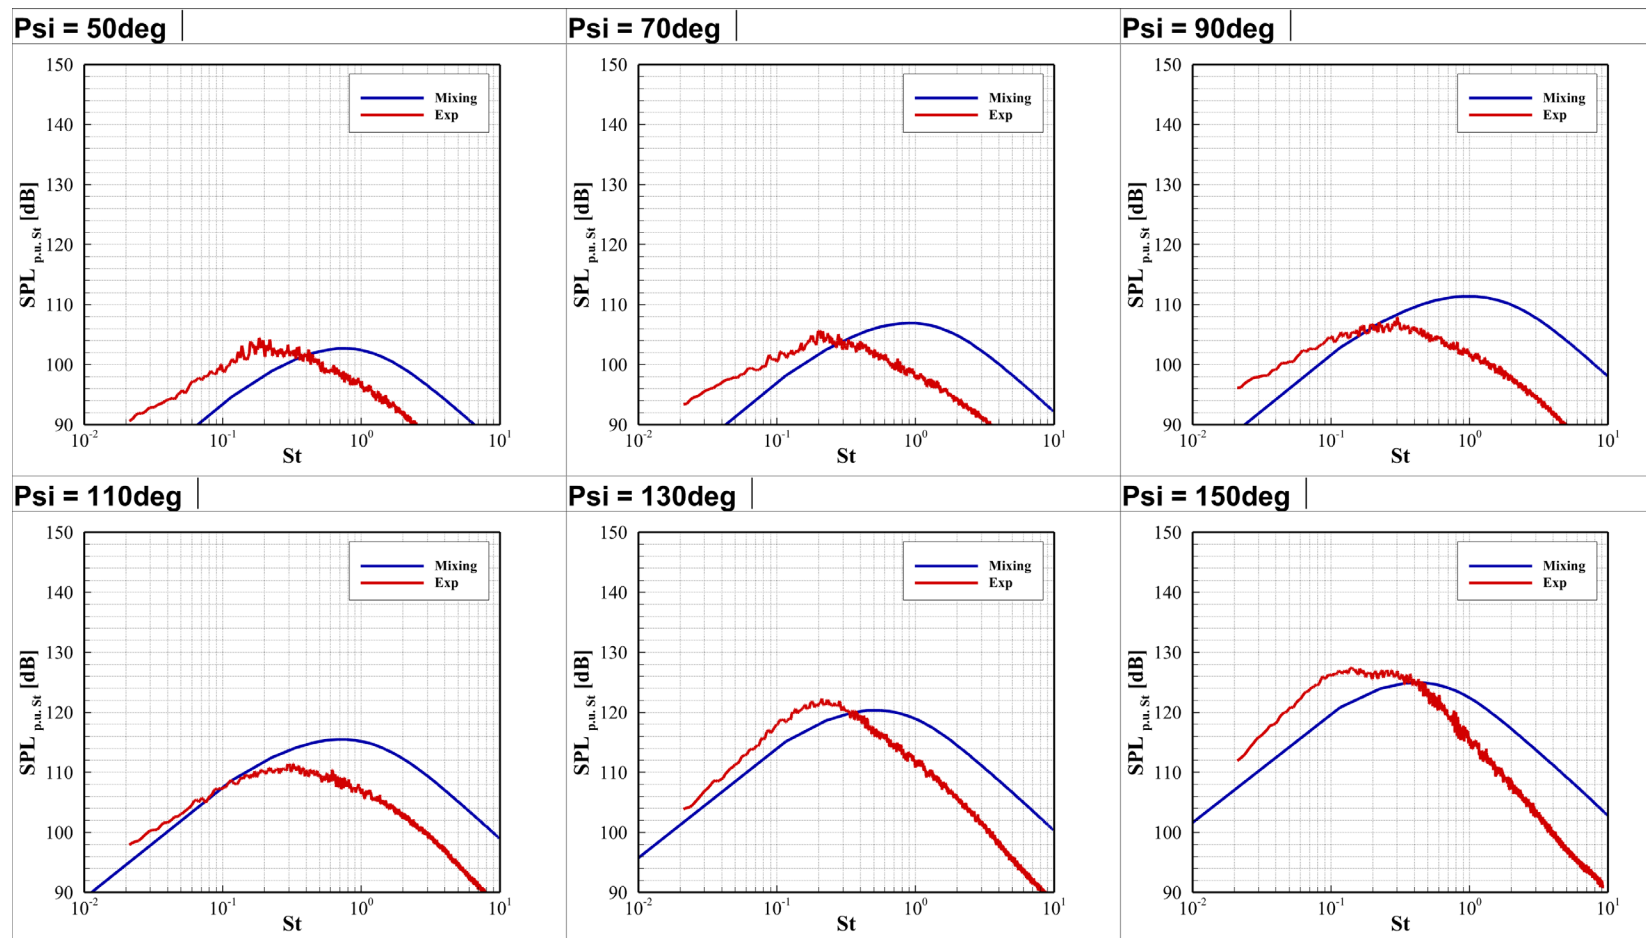 Psi = 50deg
Psi = 70deg
Psi = 90deg
150
140
130
120
110
100
90
SPL p.u. St [dB]
Mixing
Exp
10-2
10-1
100
101
St
150
140
130
120
110
100
90
SPL p.u. St [dB]
Mixing
Exp
10-2
10-1
100
101
St
150
140
130
120
110
100
90
SPL p.u. St [dB]
Mixing
Exp
10-2
10-1
100
101
St
Psi = 110deg
Psi = 130deg
Psi = 150deg
150
140
130
120
110
100
90
SPL p.u. St [dB]
Mixing
Exp
10-2
10-1
100
101
St
150
140
130
120
110
100
90
SPL p.u. St [dB]
Mixing
Exp
10-2
10-1
100
101
St
150
140
130
120
110
100
90
SPL p.u. St [dB]
Mixing
Exp
10-2
10-1
100
101
St